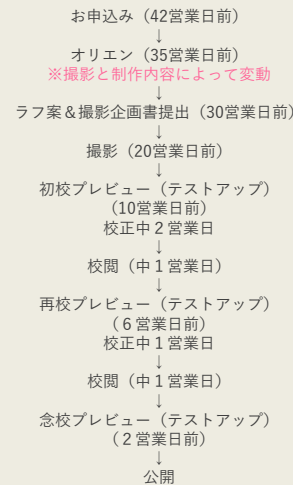 お申込み（42営業日前）
↓
オリエン（35営業日前）
※撮影と制作内容によって変動
↓
ラフ案＆撮影企画書提出（30営業日前）
↓
撮影（20営業日前）
↓
初校プレビュー（テストアップ）
（10営業日前）
校正中２営業日
↓
校閲（中１営業日）
↓
再校プレビュー（テストアップ）
（６営業日前）
校正中１営業日
↓
校閲（中１営業日）
↓
念校プレビュー（テストアップ）
（２営業日前）
↓
公開